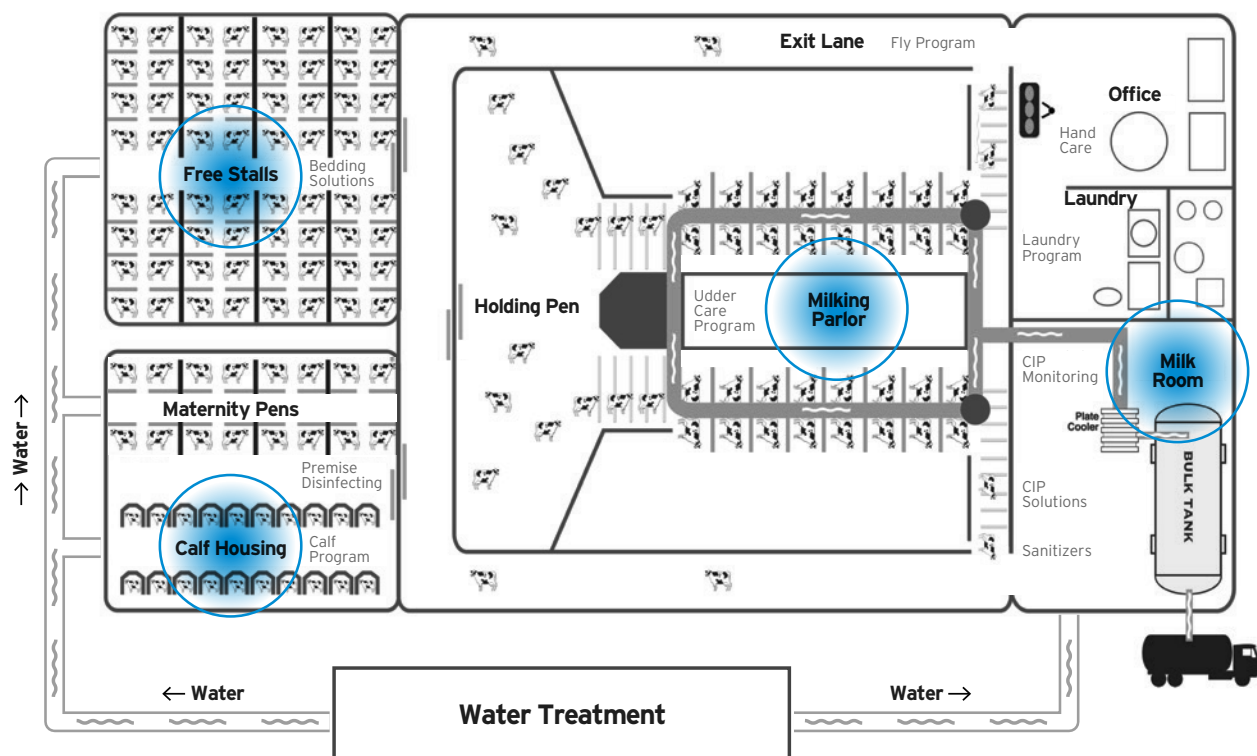 Exit Lane
Fly Program
Office
Hand
Care
Free Stalls
Bedding
Solutions
Laundry
Laundry
Program
Holding Pen
Udder
Care
Program
Milking
Parlor
CIP
Monitoring
Milk
Room
Plate
Cooler
Maternity Pens
Premise
Disinfecting
BULK TANK
CIP
Solutions
Calf Housing
Calf
Program
Sanitizers
→ Water →
← Water
Water →
Water Treatment